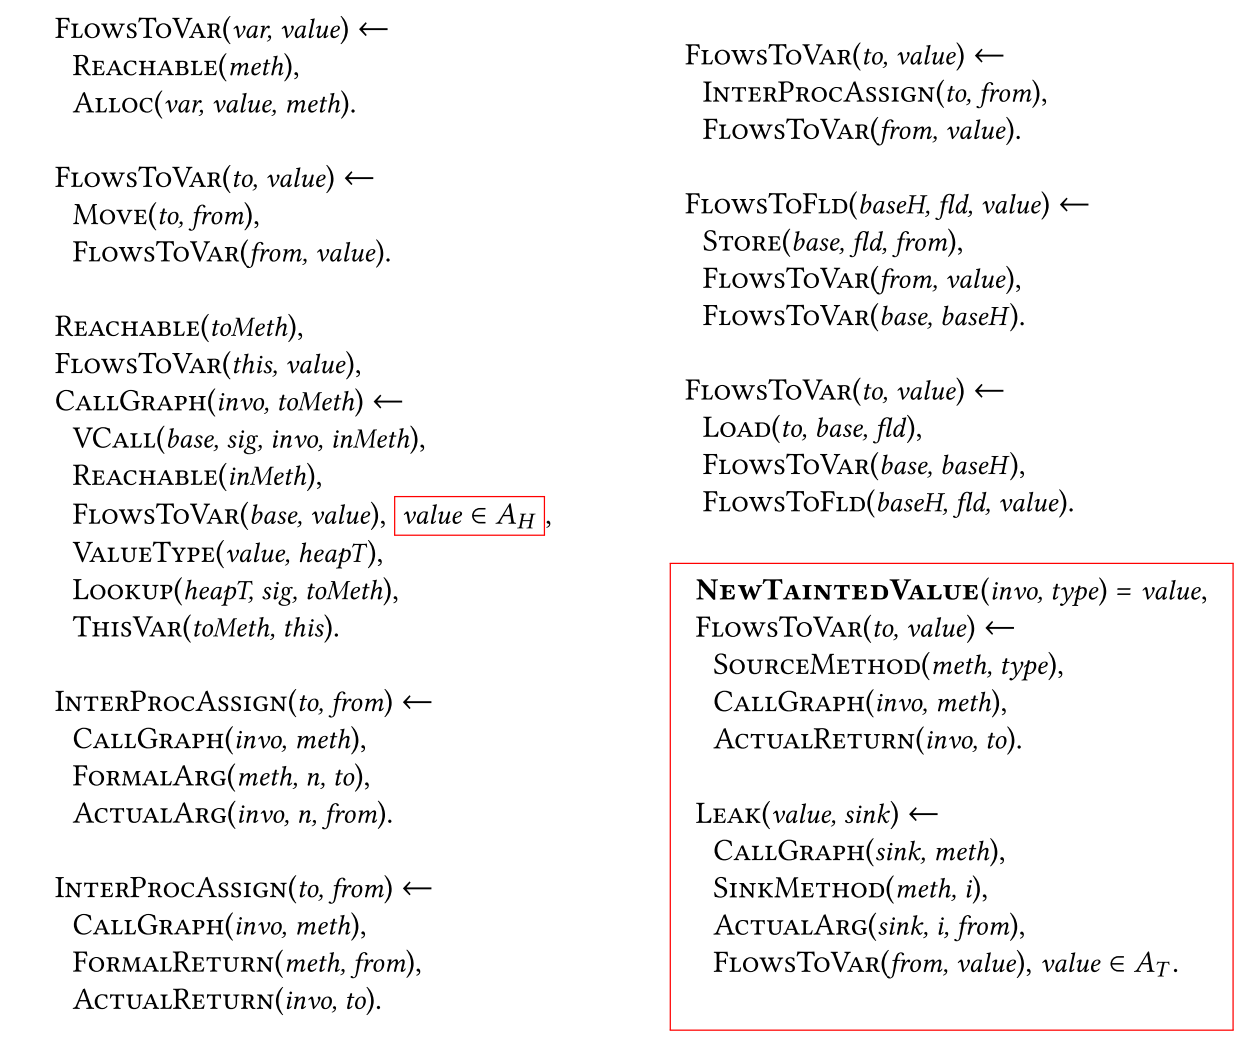 FLOWSTOVAR(var, value) ←
REACHABLE(meth),
ALLOC(var, value, meth).
FLOWSTOVAR(to, value) ←
MOVE(to, from),
FLOWSTOVAR(from, value).
REACHABLE(toMeth),
FLOWSTOVAR(this, value),
CALLGRAPH(invo, toMeth) ←
VCALL(base, sig, invo, inMeth),
REACHABLE(inMeth),
FLOWSTOVAR(base, value), value ∈ A_H,
VALUETYPE(value, heapT),
LOOKUP(heapT, sig, toMeth),
THISVAR(toMeth, this).
INTERPROCASSIGN(to, from) ←
CALLGRAPH(invo, meth),
FORMALARG(meth, n, to),
ACTUALARG(invo, n, from).
INTERPROCASSIGN(to, from) ←
CALLGRAPH(invo, meth),
FORMALRETURN(meth, from),
ACTUALRETURN(invo, to).
FLOWSTOVAR(to, value) ←
INTERPROCASSIGN(to, from),
FLOWSTOVAR(from, value).
FLOWSTOFLD(baseH, fld, value) ←
STORE(base, fld, from),
FLOWSTOVAR(from, value),
FLOWSTOVAR(base, baseH).
FLOWSTOVAR(to, value) ←
LOAD(to, base, fld),
FLOWSTOVAR(base, baseH),
FLOWSTOFLD(baseH, fld, value).
NEWTAINTEDVALUE(invo, type) = value,
FLOWSTOVAR(to, value) ←
SOURCEMETHOD(meth, type),
CALLGRAPH(invo, meth),
ACTUALRETURN(invo, to).
LEAK(value, sink) ←
CALLGRAPH(sink, meth),
SINKMETHOD(meth, i),
ACTUALARG(sink, i, from),
FLOWSTOVAR(from, value), value ∈ A_T.